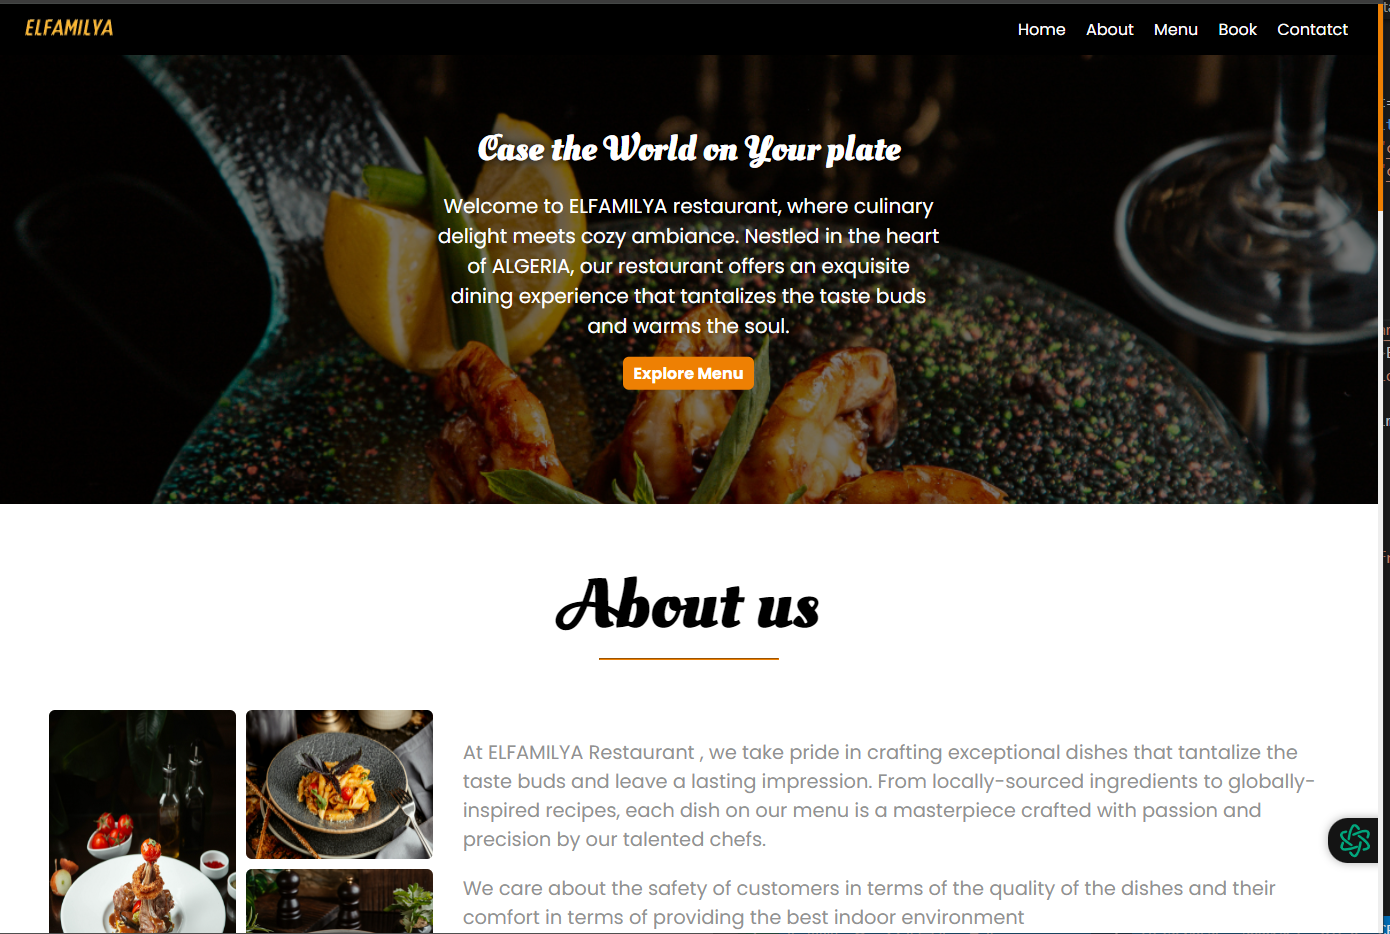 ELFAMILYA
Home About Menu Book Contatct
Case the World on Your plate
Welcome to ELFAMILYA restaurant, where culinary
delight meets cozy ambiance. Nestled in the heart
of ALGERIA, our restaurant offers an exquisite
dining experience that tantalizes the taste buds
and warms the soul.
Explore Menu
About us
At ELFAMILYA Restaurant , we take pride in crafting exceptional dishes that tantalize the
taste buds and leave a lasting impression. From locally-sourced ingredients to globally-
inspired recipes, each dish on our menu is a masterpiece crafted with passion and
precision by our talented chefs.
We care about the safety of customers in terms of the quality of the dishes and their
comfort in terms of providing the best indoor environment